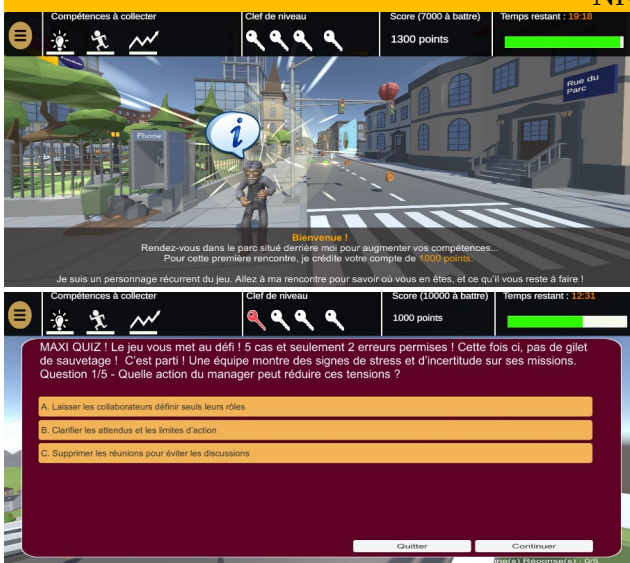 Compétences à collecter
Clef de niveau
Score (7000 à battre)
Temps restant : 19:18
1300 points
Rue du
Parc
Phone
Bienvenue !
Rendez-vous dans le parc situé derrière moi pour augmenter vos compétences...
Pour cette première rencontre, je crédite votre compte de 1000 points.
Je suis un personnage récurrent du jeu. Allez à ma rencontre pour savoir où vous en êtes, et ce qu'il vous reste à faire !
Compétences à collecter
Clef de niveau
Score (10000 à battre)
Temps restant : 12:31
1000 points
MAXI QUIZ ! Le jeu vous met au défi ! 5 cas et seulement 2 erreurs permises ! Cette fois ci, pas de gilet
de sauvetage ! C'est parti ! Une équipe montre des signes de stress et d'incertitude sur ses missions.
Question 1/5 - Quelle action du manager peut réduire ces tensions ?
A. Laisser les collaborateurs définir seuls leurs rôles
B. Clarifier les attendus et les limites d'action
C. Supprimer les réunions pour éviter les discussions
Quitter
Continuer
Réponse(s) : 0/5